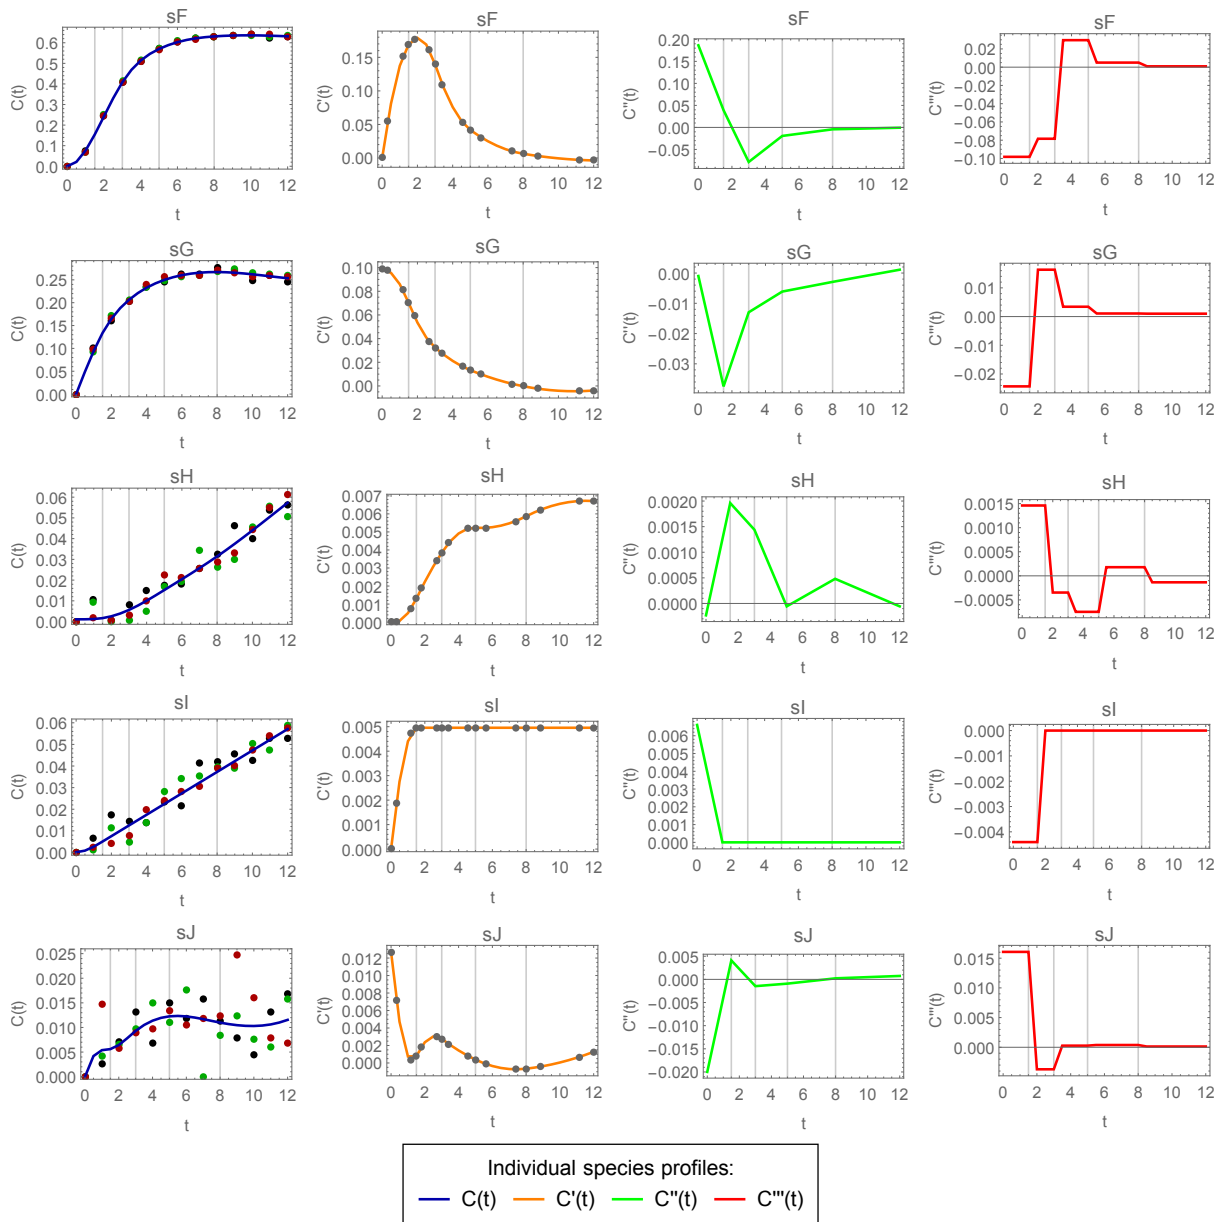 sF sF sF sF
C(t) 0.6 0.5 0.4 0.3 0.2 0.1 0.0
0 2 4 6 8 10 12
t
C'(t) 0.15 0.10 0.05 0.00
0 2 4 6 8 10 12
t
C''(t) 0.20 0.15 0.10 0.05 0.00 −0.05
0 2 4 6 8 10 12
t
C'''(t) 0.02 0.00 −0.02 −0.04 −0.06 −0.08 −0.10
0 2 4 6 8 10 12
t
sG sG sG sG
C(t) 0.25 0.20 0.15 0.10 0.05 0.00
0 2 4 6 8 10 12
t
C'(t) 0.10 0.08 0.06 0.04 0.02 0.00
0 2 4 6 8 10 12
t
C''(t) 0.00 −0.01 −0.02 −0.03
0 2 4 6 8 10 12
t
C'''(t) 0.01 0.00 −0.01 −0.02
0 2 4 6 8 10 12
t
sH sH sH sH
C(t) 0.06 0.05 0.04 0.03 0.02 0.01 0.00
0 2 4 6 8 10 12
t
C'(t) 0.007 0.006 0.005 0.004 0.003 0.002 0.001 0.000
0 2 4 6 8 10 12
t
C''(t) 0.0020 0.0015 0.0010 0.0005 0.0000
0 2 4 6 8 10 12
t
C'''(t) 0.0015 0.0010 0.0005 0.0000 −0.0005
0 2 4 6 8 10 12
t
sI sI sI sI
C(t) 0.06 0.05 0.04 0.03 0.02 0.01 0.00
0 2 4 6 8 10 12
t
C'(t) 0.005 0.004 0.003 0.002 0.001 0.000
0 2 4 6 8 10 12
t
C''(t) 0.006 0.005 0.004 0.003 0.002 0.001 0.000
0 2 4 6 8 10 12
t
C'''(t) 0.000 −0.001 −0.002 −0.003 −0.004
0 2 4 6 8 10 12
t
sJ sJ sJ sJ
C(t) 0.025 0.020 0.015 0.010 0.005 0.000
0 2 4 6 8 10 12
t
C'(t) 0.012 0.010 0.008 0.006 0.004 0.002 0.000
0 2 4 6 8 10 12
t
C''(t) 0.005 0.000 −0.005 −0.010 −0.015 −0.020
0 2 4 6 8 10 12
t
C'''(t) 0.015 0.010 0.005 0.000
0 2 4 6 8 10 12
t
Individual species profiles:
C(t) C'(t) C''(t) C'''(t)